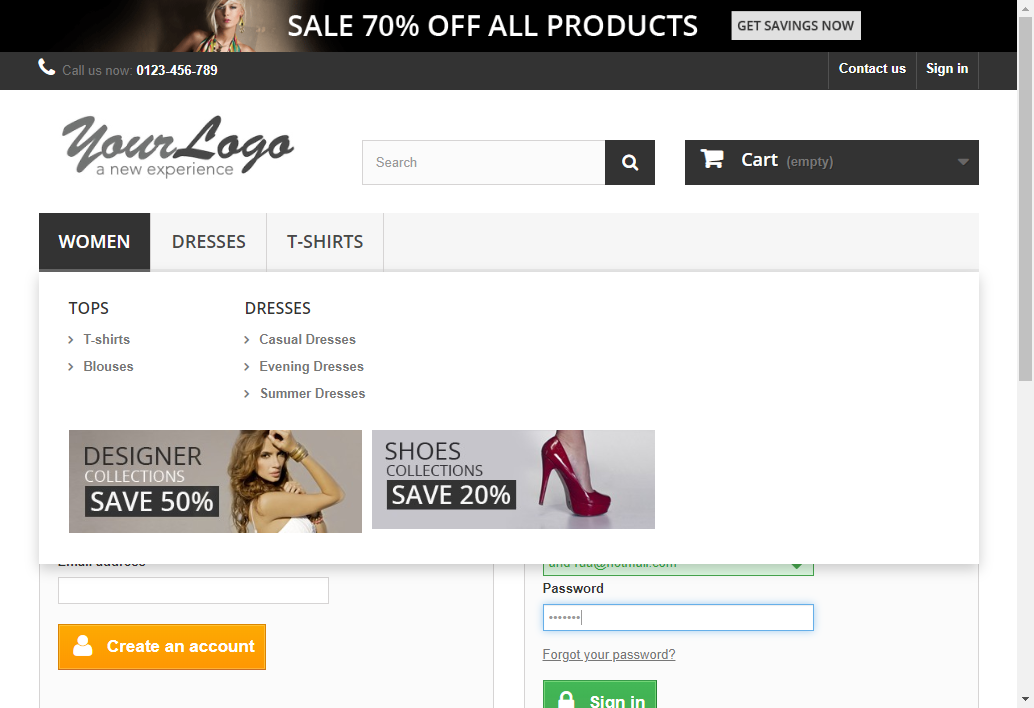 SALE 70% OFF ALL PRODUCTS
GET SAVINGS NOW
Call us now: 0123-456-789
Contact us
Sign in
YourLogo
a new experience
Search
Cart (empty)
WOMEN
DRESSES
T-SHIRTS
TOPS
T-shirts
Blouses
DRESSES
Casual Dresses
Evening Dresses
Summer Dresses
DESIGNER
COLLECTIONS
SAVE 50%
SHOES
COLLECTIONS
SAVE 20%
Email address
Create an account
Password
•••••••
Forgot your password?
Sign in